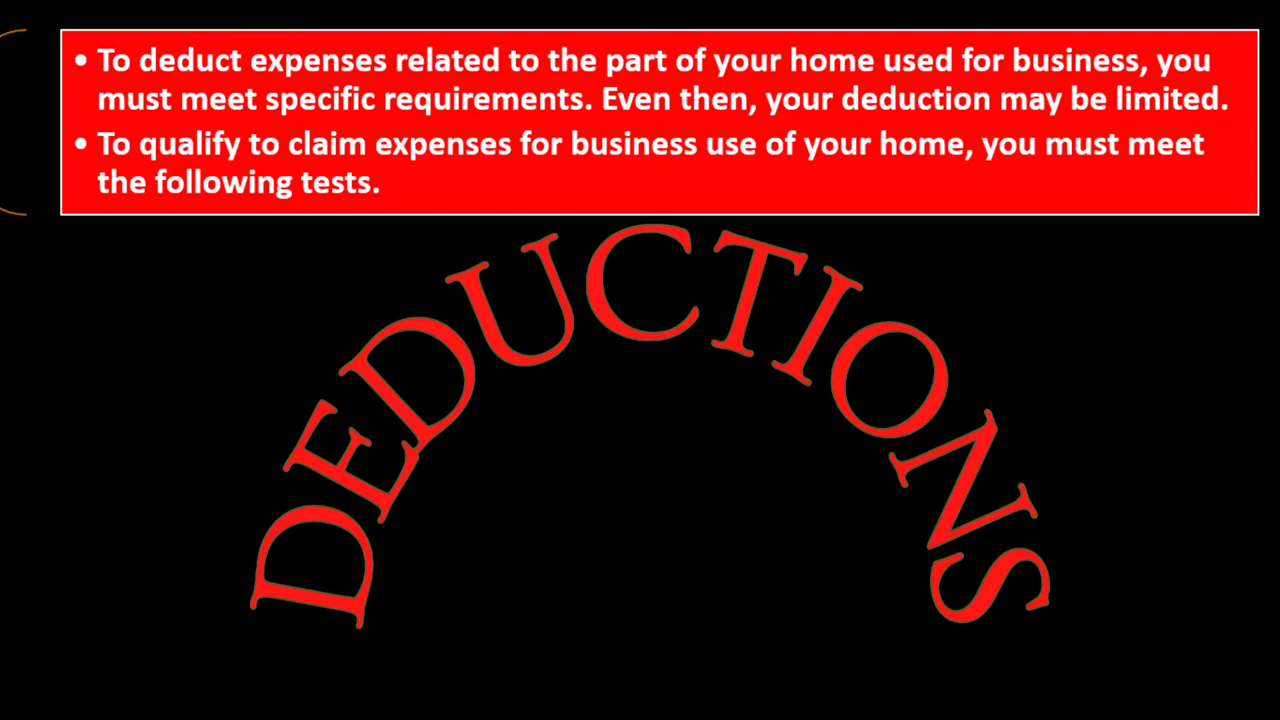 • To deduct expenses related to the part of your home used for business, you
must meet specific requirements. Even then, your deduction may be limited.
• To qualify to claim expenses for business use of your home, you must meet
the following tests.
DEDUCTIONS